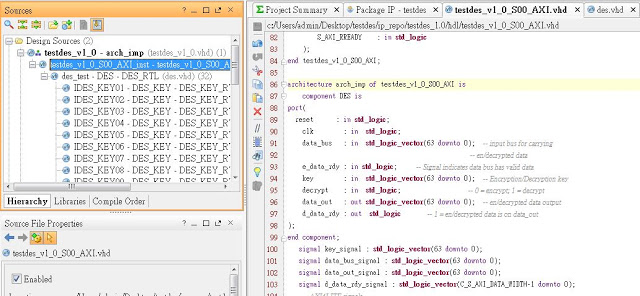 Sources
Design Sources (2)
testdes_v1_0 - arch_imp (testdes_v1_0.vhd) (1
testdes_v1_0_S00_AXI_inst - testdes_v1_0_S00_A
des_test - DES - DES_RTL (des.vhd) (32)
IDES_KEY01 - DES_KEY - DES_KEY_RT
IDES_KEY02 - DES_KEY - DES_KEY_RT
IDES_KEY03 - DES_KEY - DES_KEY_RT
IDES_KEY04 - DES_KEY - DES_KEY_RT
IDES_KEY05 - DES_KEY - DES_KEY_RT
IDES_KEY06 - DES_KEY - DES_KEY_RT
IDES_KEY07 - DES_KEY - DES_KEY_RT
IDES_KEY08 - DES_KEY - DES_KEY_RT
Hierarchy Libraries Compile Order
Source File Properties
testdes_v1_0_S00_AXI.vhd
Enabled
Project Summary Package IP - testdes testdes_v1_0_S00_AXI.vhd des.vhd
c:/Users/admin/Desktop/testdes/ip_repo/testdes_1.0/hdl/testdes_v1_0_S00_AXI.vhd
82 S_AXI_RREADY : in std_logic
83 );
84 end testdes_v1_0_S00_AXI;
85
86 architecture arch_imp of testdes_v1_0_S00_AXI is
87 component DES is
88 port(
89 reset : in std_logic;
90 clk : in std_logic;
91 data_bus : in std_logic_vector(63 downto 0); -- input bus for carrying
92 -- en/decrypted data
93 e_data_rdy : in std_logic; -- Signal indicates data bus has valid data
94 key : in std_logic_vector(63 downto 0); -- Encryption/Decryption key
95 decrypt : in std_logic; -- 0 = encrypt; 1 = decrypt
96 data_out : out std_logic_vector(63 downto 0); -- en/decrypted data output
97 d_data_rdy : out std_logic -- 1 = en/decrypted data is on data_out
98 );
99 end component;
100 signal key_signal : std_logic_vector(63 downto 0);
101 signal data_bus_signal : std_logic_vector(63 downto 0);
102 signal data_out_signal : std_logic_vector(63 downto 0);
103 signal d_data_rdy_signal : std_logic_vector(C_S_AXI_DATA_WIDTH-1 downto 0);